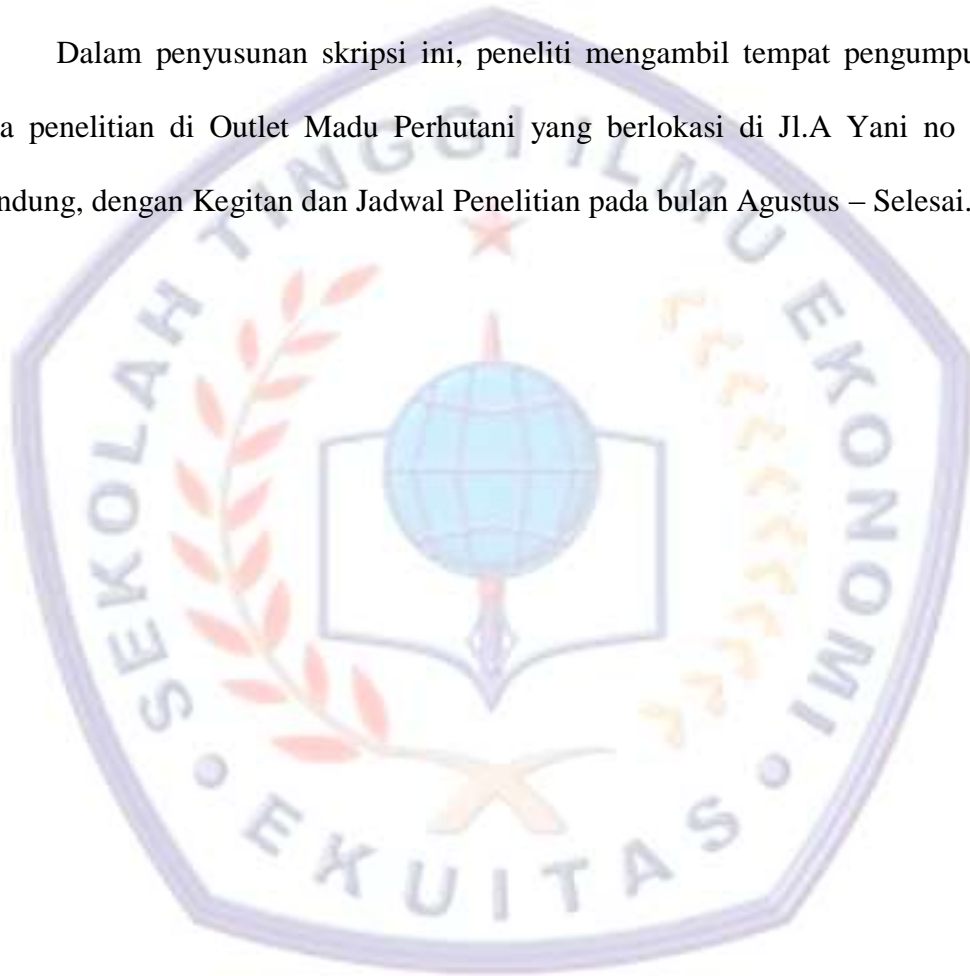 Dalam penyusunan skripsi ini, peneliti mengambil tempat pengumpu
a penelitian di Outlet Madu Perhutani yang berlokasi di Jl.A Yani no
ndung, dengan Kegitan dan Jadwal Penelitian pada bulan Agustus – Selesai.
SEKOLAH TINGGI ILMU EKONOMI
EKUITAS